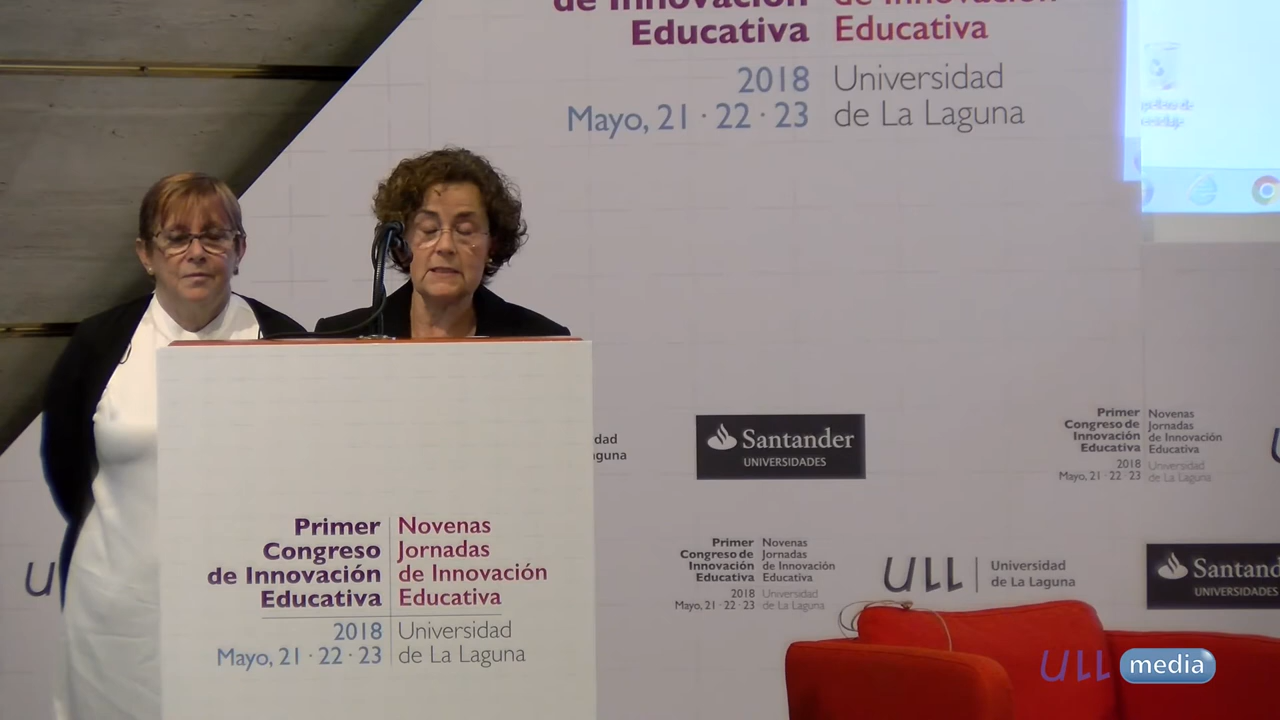 de Innovación
Educativa
2018
Mayo, 21 · 22 · 23
de Innovación
Educativa
Universidad
de La Laguna
Santander
UNIVERSIDADES
Primer
Congreso de
Innovación
Educativa
2018
Mayo, 21 · 22 · 23
Novenas
Jornadas
de Innovación
Educativa
Universidad
de La Laguna
Primer
Congreso
de Innovación
Educativa
2018
Mayo, 21 · 22 · 23
Novenas
Jornadas
de Innovación
Educativa
Universidad
de La Laguna
Primer
Congreso de
Innovación
Educativa
2018
Mayo, 21 · 22 · 23
Novenas
Jornadas
de Innovación
Educativa
Universidad
de La Laguna
ULL
Universidad
de La Laguna
UNIVERSIDADES
ULL media